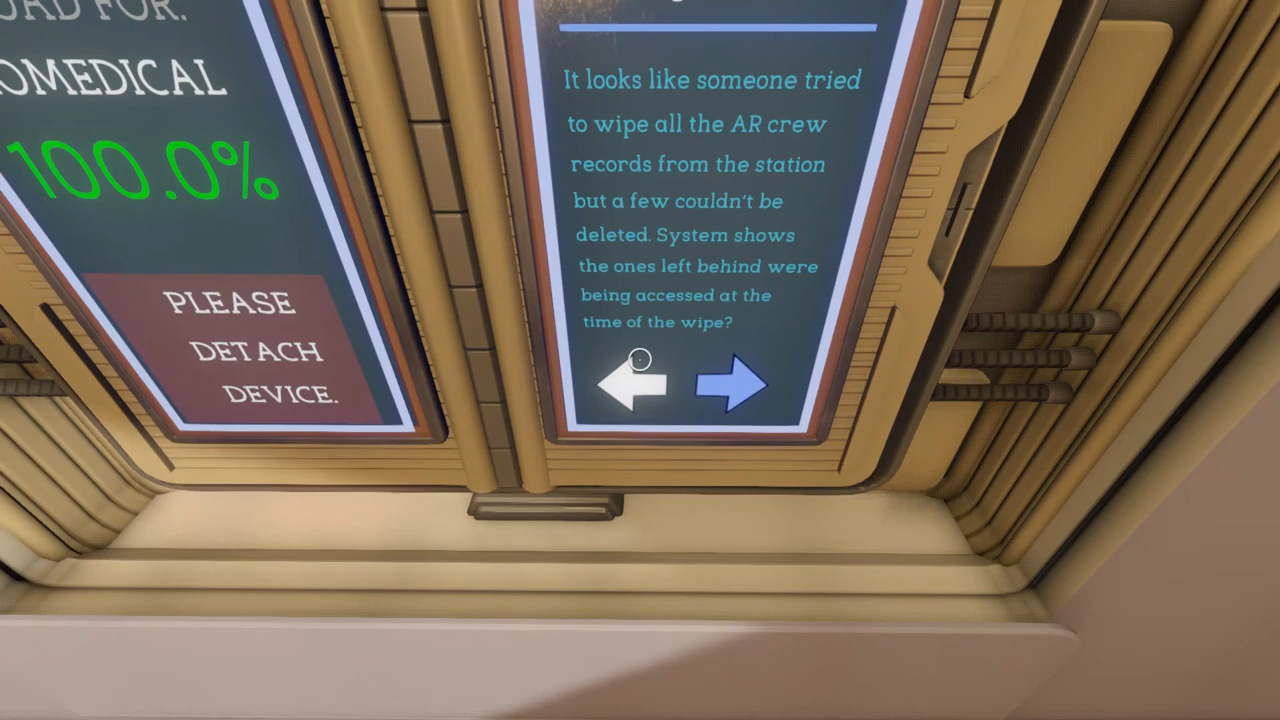 FOR:
OMEDICAL
100.0%
PLEASE
DETACH
DEVICE.
It looks like someone tried
to wipe all the AR crew
records from the station
but a few couldn't be
deleted. System shows
the ones left behind were
being accessed at the
time of the wipe?